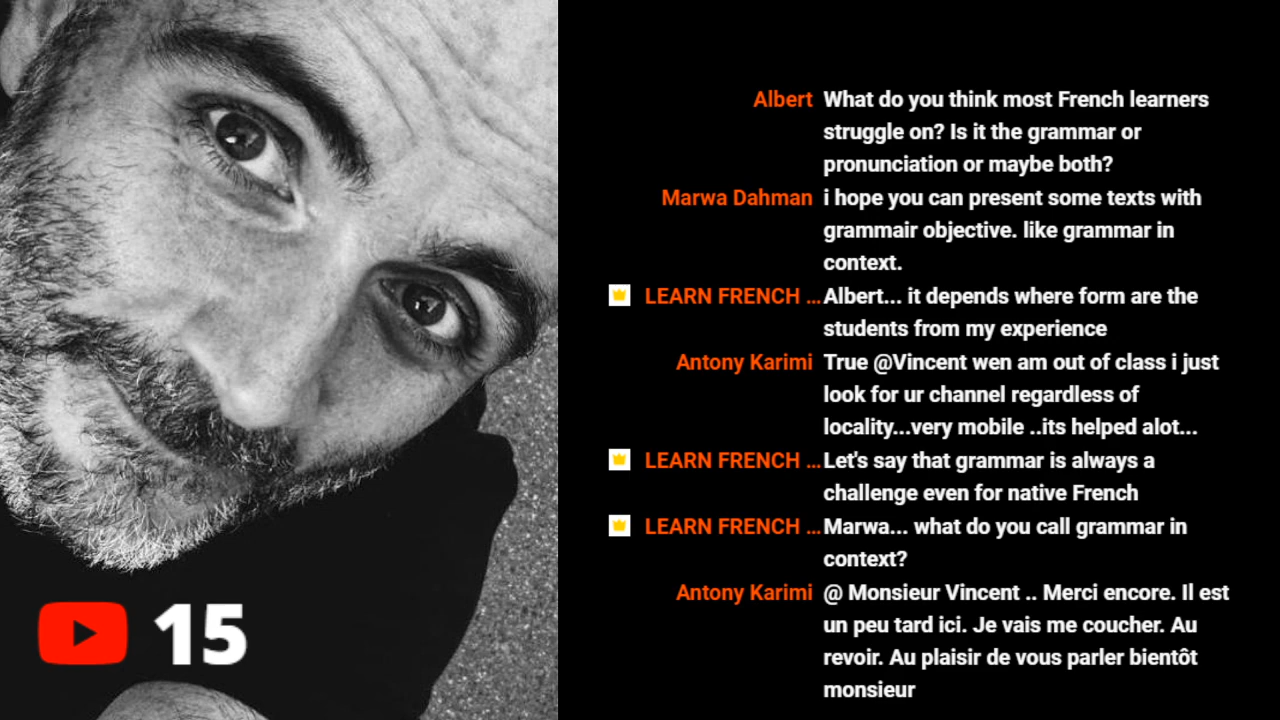 Albert What do you think most French learners
struggle on? Is it the grammar or
pronunciation or maybe both?
Marwa Dahman i hope you can present some texts with
grammair objective. like grammar in
context.
LEARN FRENCH ... Albert... it depends where form are the
students from my experience
Antony Karimi True @Vincent wen am out of class i just
look for ur channel regardless of
locality...very mobile ..its helped alot...
LEARN FRENCH ... Let's say that grammar is always a
challenge even for native French
LEARN FRENCH ... Marwa... what do you call grammar in
context?
Antony Karimi @ Monsieur Vincent .. Merci encore. Il est
un peu tard ici. Je vais me coucher. Au
revoir. Au plaisir de vous parler bientôt
monsieur
15